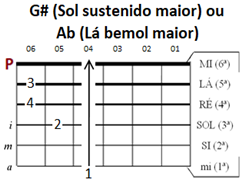 G# (Sol sustenido maior) ou
Ab (Lá bemol maior)
06 05 04 03 02 01
P MI (6ª)
3 LÁ (5ª)
4 RÉ (4ª)
i 2 SOL (3ª)
m SI (2ª)
a 1 mi (1ª)